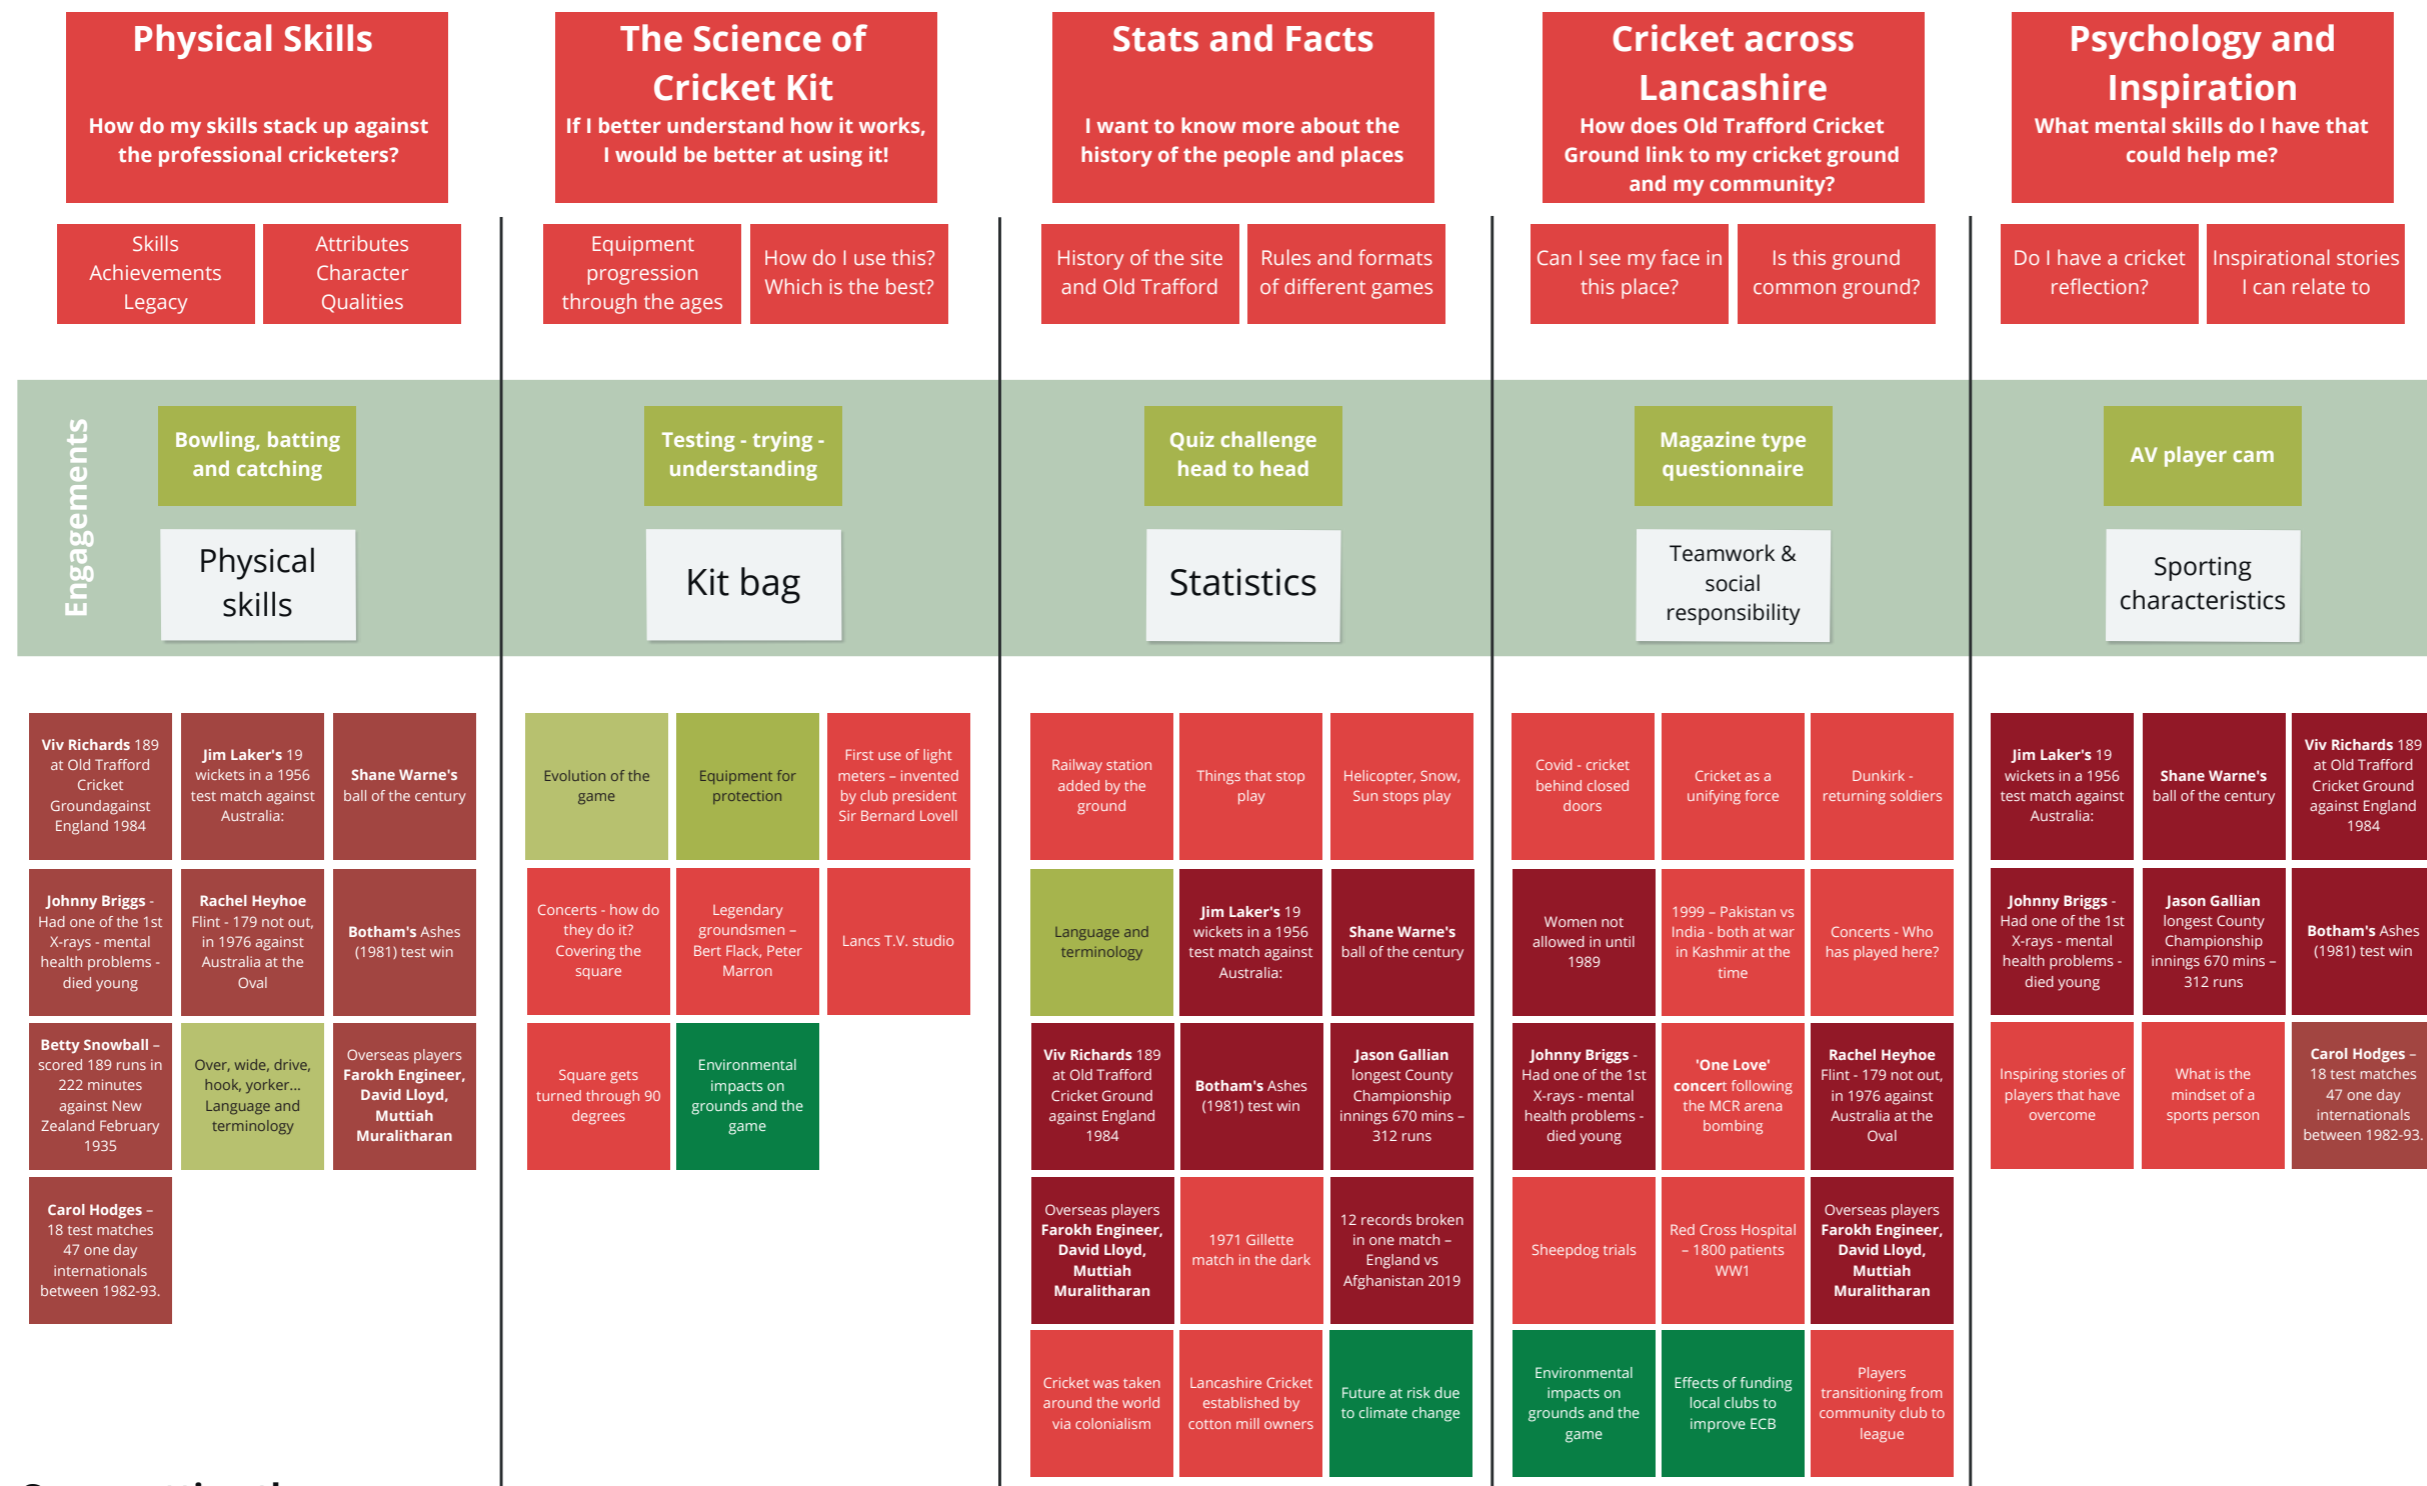 Physical Skills
How do my skills stack up against
the professional cricketers?
The Science of
Cricket Kit
If I better understand how it works,
I would be better at using it!
Stats and Facts
I want to know more about the
history of the people and places
Cricket across
Lancashire
How does Old Trafford Cricket
Ground link to my cricket ground
and my community?
Psychology and
Inspiration
What mental skills do I have that
could help me?
Skills
Achievements
Legacy
Attributes
Character
Qualities
Equipment
progression
through the ages
How do I use this?
Which is the best?
History of the site
and Old Trafford
Rules and formats
of different games
Can I see my face in
this place?
Is this ground
common ground?
Do I have a cricket
reflection?
Inspirational stories
I can relate to
Engagements
Bowling, batting
and catching
Testing - trying -
understanding
Quiz challenge
head to head
Magazine type
questionnaire
AV player cam
Physical
skills
Kit bag
Statistics
Teamwork &
social
responsibility
Sporting
characteristics
Viv Richards 189
at Old Trafford
Cricket
Groundagainst
England 1984
Jim Laker's 19
wickets in a 1956
test match against
Australia:
Shane Warne's
ball of the century
Johnny Briggs -
Had one of the 1st
X-rays - mental
health problems -
died young
Rachel Heyhoe
Flint - 179 not out,
in 1976 against
Australia at the
Oval
Botham's Ashes
(1981) test win
Betty Snowball –
scored 189 runs in
222 minutes
against New
Zealand February
1935
Over, wide, drive,
hook, yorker...
Language and
terminology
Overseas players
Farokh Engineer,
David Lloyd,
Muttiah
Muralitharan
Carol Hodges –
18 test matches
47 one day
internationals
between 1982-93.
Evolution of the
game
Equipment for
protection
First use of light
meters – invented
by club president
Sir Bernard Lovell
Concerts - how do
they do it?
Covering the
square
Legendary
groundsmen –
Bert Flack, Peter
Marron
Lancs T.V. studio
Square gets
turned through 90
degrees
Environmental
impacts on
grounds and the
game
Railway station
added by the
ground
Things that stop
play
Helicopter, Snow,
Sun stops play
Language and
terminology
Jim Laker's 19
wickets in a 1956
test match against
Australia:
Shane Warne's
ball of the century
Viv Richards 189
at Old Trafford
Cricket Ground
against England
1984
Botham's Ashes
(1981) test win
Jason Gallian
longest County
Championship
innings 670 mins –
312 runs
Overseas players
Farokh Engineer,
David Lloyd,
Muttiah
Muralitharan
1971 Gillette
match in the dark
12 records broken
in one match –
England vs
Afghanistan 2019
Cricket was taken
around the world
via colonialism
Lancashire Cricket
established by
cotton mill owners
Future at risk due
to climate change
Covid - cricket
behind closed
doors
Cricket as a
unifying force
Dunkirk -
returning soldiers
Women not
allowed in until
1989
1999 – Pakistan vs
India - both at war
in Kashmir at the
time
Concerts - Who
has played here?
Johnny Briggs -
Had one of the 1st
X-rays - mental
health problems -
died young
'One Love'
concert following
the MCR arena
bombing
Rachel Heyhoe
Flint - 179 not out,
in 1976 against
Australia at the
Oval
Sheepdog trials
Red Cross Hospital
– 1800 patients
WW1
Overseas players
Farokh Engineer,
David Lloyd,
Muttiah
Muralitharan
Environmental
impacts on
grounds and the
game
Effects of funding
local clubs to
improve ECB
Players
transitioning from
community club to
league
Jim Laker's 19
wickets in a 1956
test match against
Australia:
Shane Warne's
ball of the century
Viv Richards 189
at Old Trafford
Cricket Ground
against England
1984
Johnny Briggs -
Had one of the 1st
X-rays - mental
health problems -
died young
Jason Gallian
longest County
Championship
innings 670 mins –
312 runs
Botham's Ashes
(1981) test win
Inspiring stories of
players that have
overcome
What is the
mindset of a
sports person
Carol Hodges –
18 test matches
47 one day
internationals
between 1982-93.